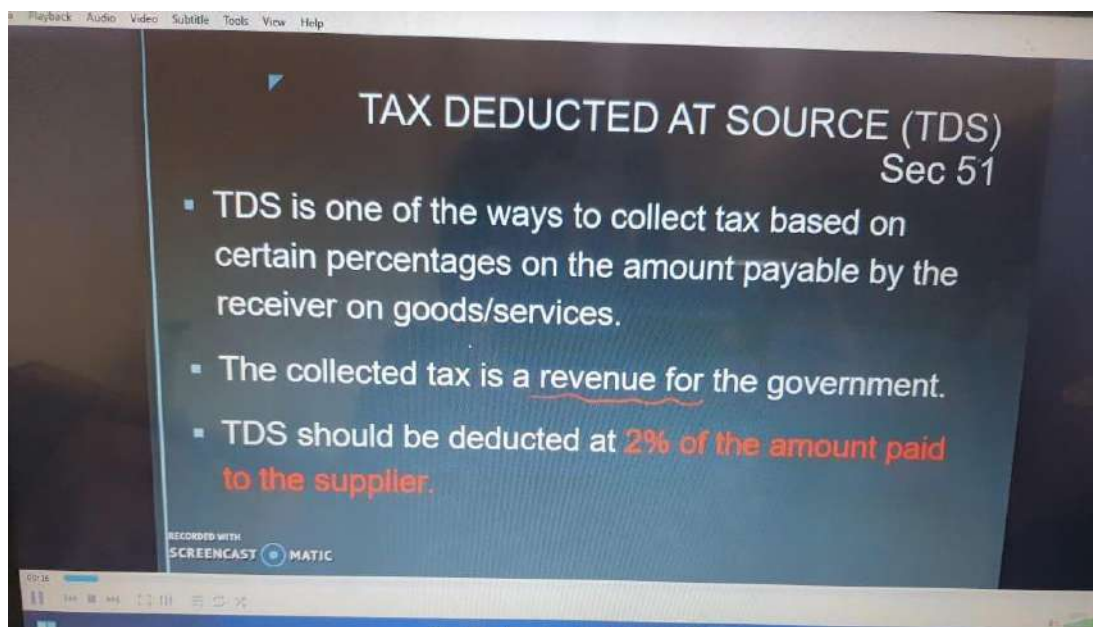 Playback Audio Video Subtitle Tools View Help
TAX DEDUCTED AT SOURCE (TDS)
Sec 51
▪ TDS is one of the ways to collect tax based on
certain percentages on the amount payable by the
receiver on goods/services.
▪ The collected tax is a revenue for the government.
▪ TDS should be deducted at 2% of the amount paid
to the supplier.
RECORDED WITH
SCREENCAST MATIC
00:16